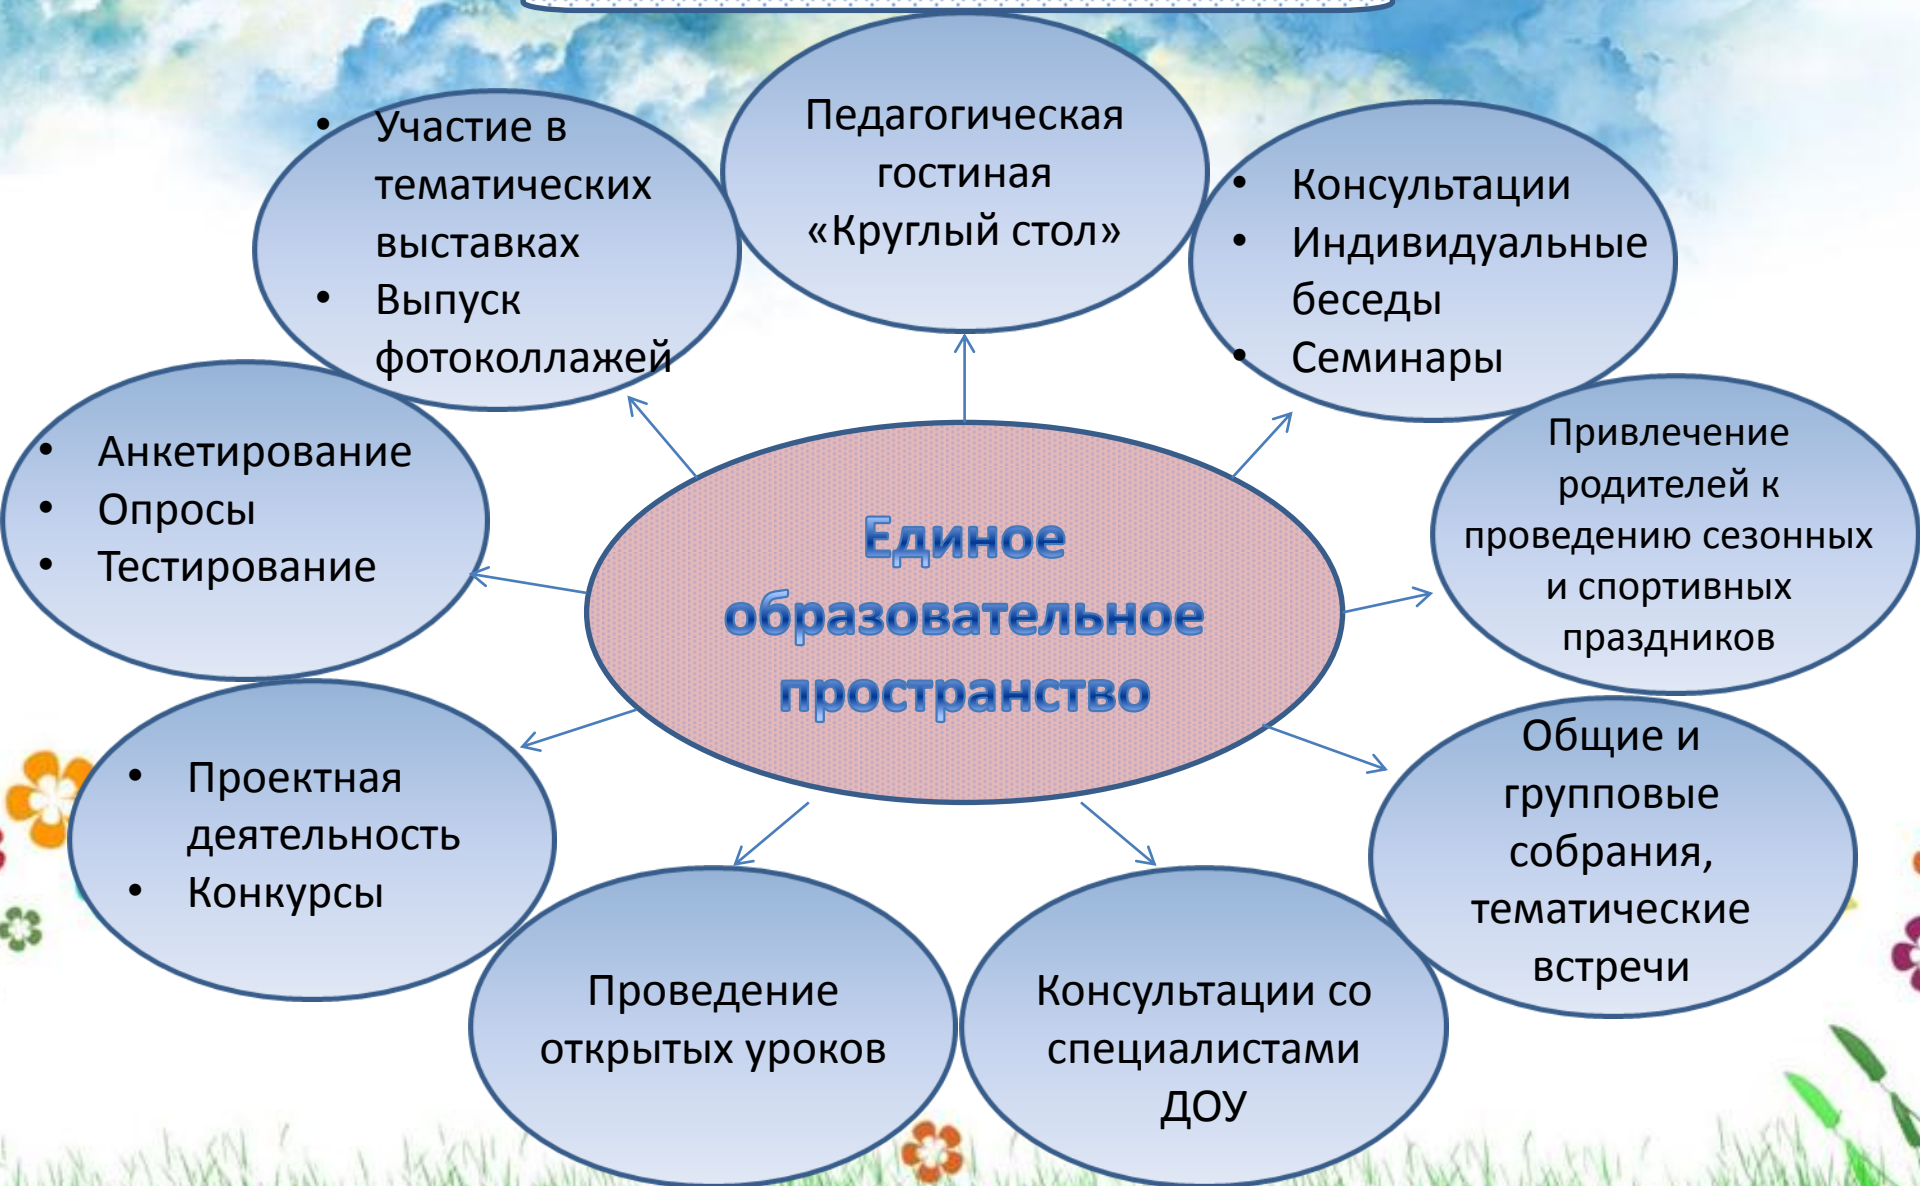 Педагогическая
гостиная
«Круглый стол»
• Участие в
тематических
выставках
• Выпуск
фотоколлажей
• Консультации
• Индивидуальные
беседы
• Семинары
• Анкетирование
• Опросы
• Тестирование
Привлечение
родителей к
проведению сезонных
и спортивных
праздников
Единое
образовательное
пространство
• Проектная
деятельность
• Конкурсы
Общие и
групповые
собрания,
тематические
встречи
Проведение
открытых уроков
Консультации со
специалистами
ДОУ